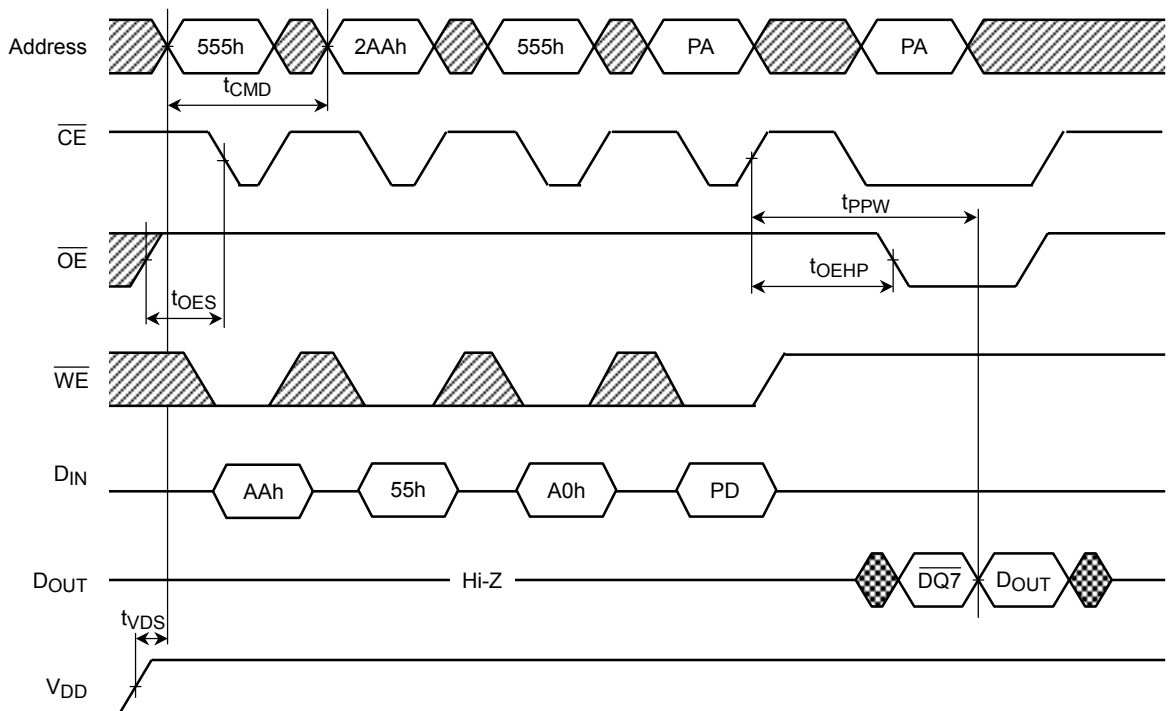 Address 555h 2AAh 555h PA PA
tCMD
CE
tPPW
OE
tOEHP
tOES
WE
DIN
AAh 55h A0h PD
DOUT Hi-Z DQ7 DOUT
tVDS
VDD